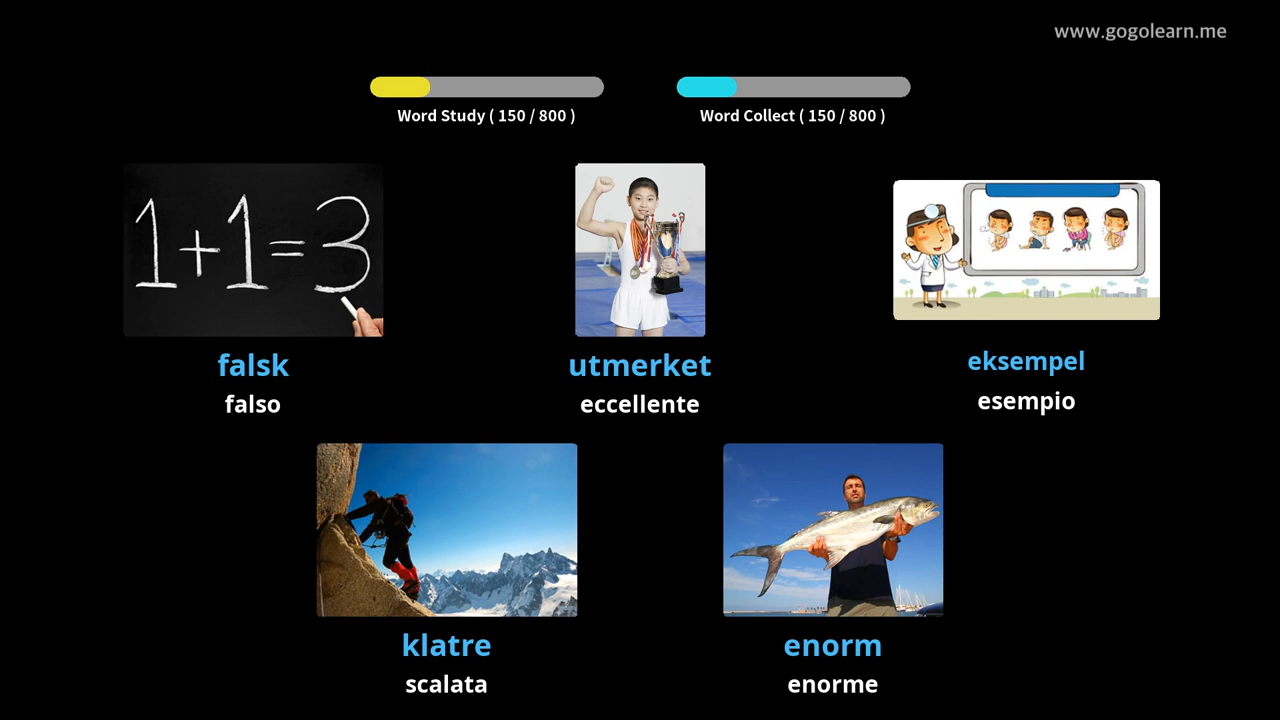 www.gogolearn.me
Word Study ( 150 / 800 )
Word Collect ( 150 / 800 )
1+1=3
falsk
falso
utmerket
eccellente
eksempel
esempio
klatre
scalata
enorm
enorme